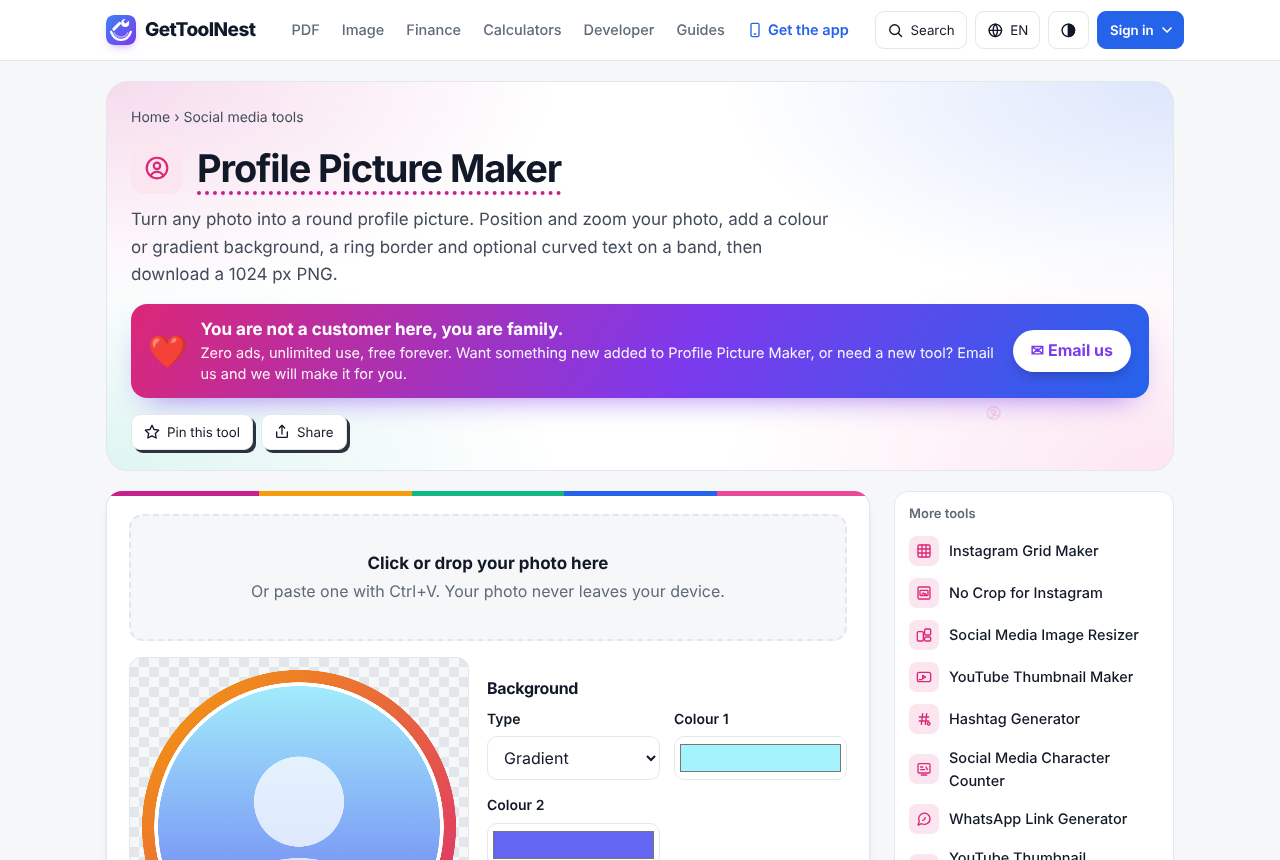 GetToolNest
PDF
Image
Finance
Calculators
Developer
Guides
Get the app
Search
EN
Sign in
Home › Social media tools
Profile Picture Maker
Turn any photo into a round profile picture. Position and zoom your photo, add a colour
or gradient background, a ring border and optional curved text on a band, then
download a 1024 px PNG.
You are not a customer here, you are family.
Zero ads, unlimited use, free forever. Want something new added to Profile Picture Maker, or need a new tool? Email
us and we will make it for you.
✉ Email us
Pin this tool
Share
Click or drop your photo here
Or paste one with Ctrl+V. Your photo never leaves your device.
Background
Type
Colour 1
Gradient
Colour 2
More tools
Instagram Grid Maker
No Crop for Instagram
Social Media Image Resizer
YouTube Thumbnail Maker
Hashtag Generator
Social Media Character
Counter
WhatsApp Link Generator
YouTube Thumbnail